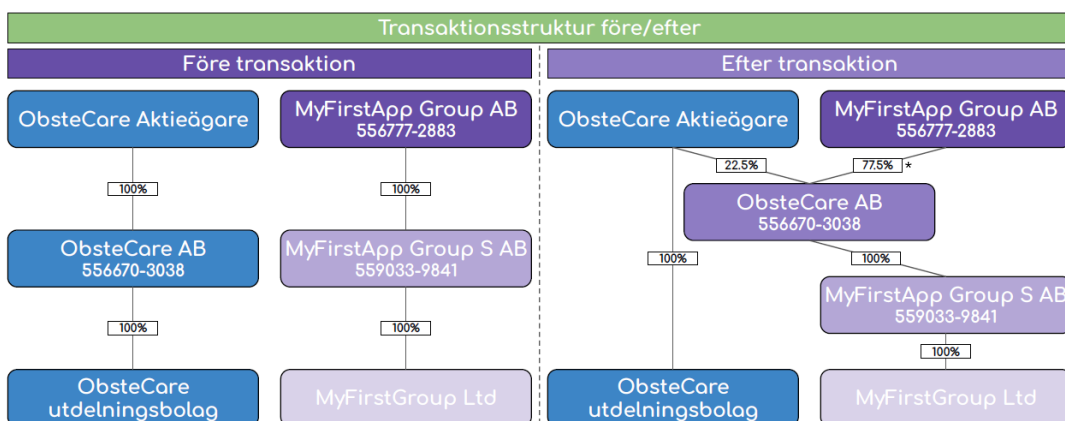 Transaktionsstruktur före/efter
Före transaktion
ObsteCare Aktieägare
MyFirstApp Group AB
556777-2883
100%
100%
ObsteCare AB
556670-3038
MyFirstApp Group S AB
559033-9841
100%
100%
ObsteCare
utdelningsbolag
MyFirstGroup Ltd
Efter transaktion
ObsteCare Aktieägare
MyFirstApp Group AB
556777-2883
22.5%
77.5% *
ObsteCare AB
556670-3038
100%
100%
MyFirstApp Group S AB
559033-9841
100%
ObsteCare
utdelningsbolag
MyFirstGroup Ltd